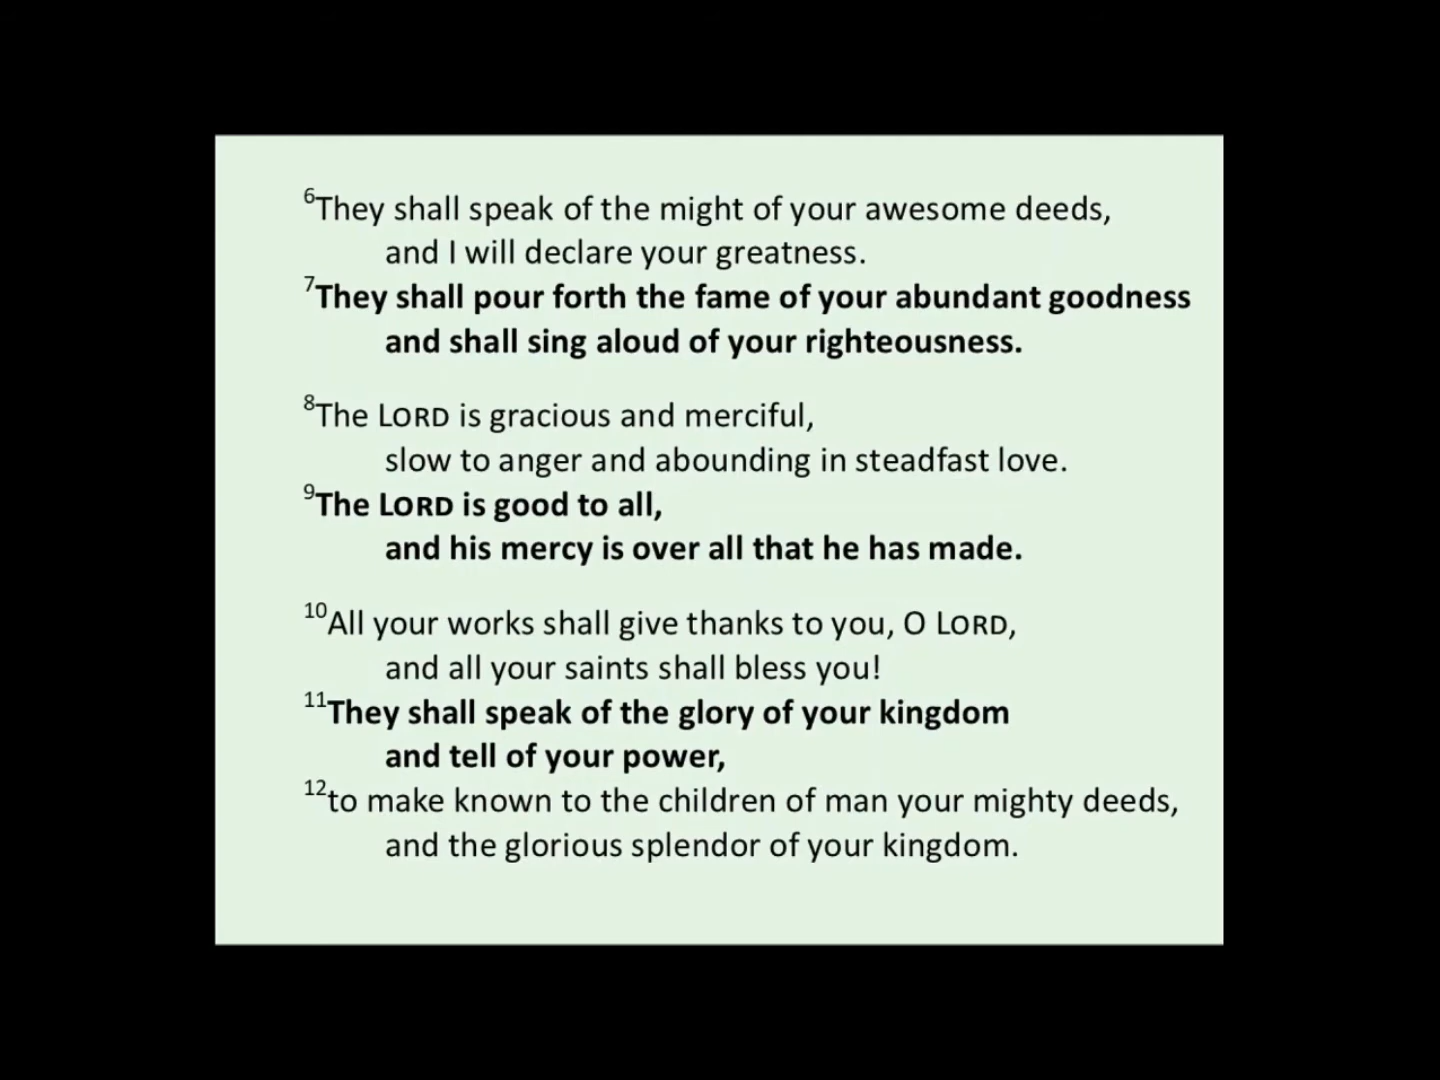 6They shall speak of the might of your awesome deeds,
and I will declare your greatness.
7They shall pour forth the fame of your abundant goodness
and shall sing aloud of your righteousness.
8The LORD is gracious and merciful,
slow to anger and abounding in steadfast love.
9The LORD is good to all,
and his mercy is over all that he has made.
10All your works shall give thanks to you, O LORD,
and all your saints shall bless you!
11They shall speak of the glory of your kingdom
and tell of your power,
12to make known to the children of man your mighty deeds,
and the glorious splendor of your kingdom.